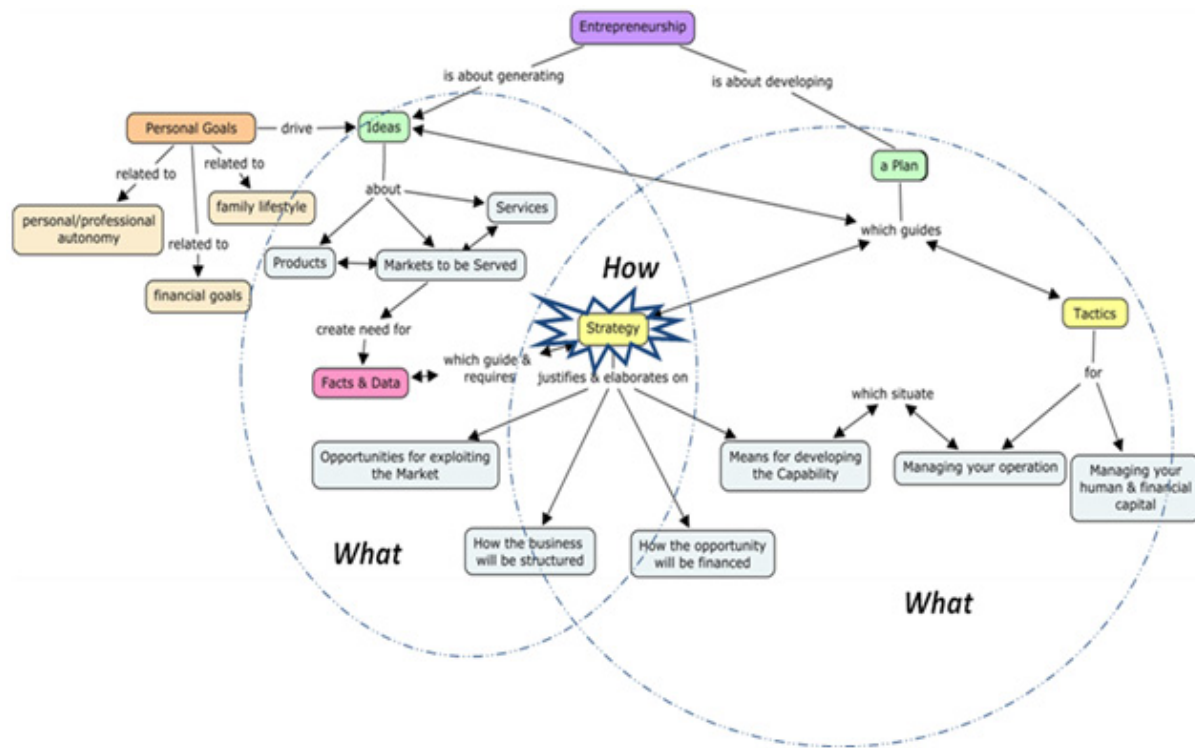 Entrepreneurship
is about generating
is about developing
Personal Goals
drive
Ideas
related to
related to
a Plan
about
personal/professional
autonomy
family lifestyle
Services
which guides
related to
Products
Markets to be Served
How
financial goals
Tactics
create need for
Strategy
which guide &
requires
justifies & elaborates on
Facts & Data
for
which situate
Opportunities for exploiting
the Market
Means for developing
the Capability
Managing your operation
Managing your
human & financial
capital
What
How the business
will be structured
How the opportunity
will be financed
What